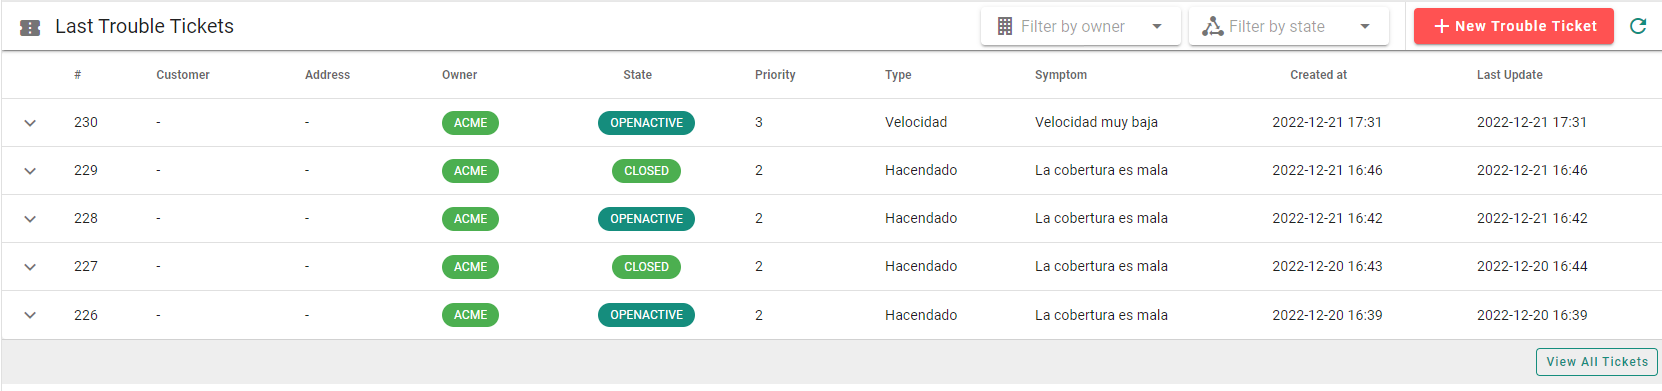 Last Trouble Tickets Filter by owner Filter by state + New Trouble Ticket
# Customer Address Owner State Priority Type Symptom Created at Last Update
230 - - ACME OPENACTIVE 3 Velocidad Velocidad muy baja 2022-12-21 17:31 2022-12-21 17:31
229 - - ACME CLOSED 2 Hacendado La cobertura es mala 2022-12-21 16:46 2022-12-21 16:46
228 - - ACME OPENACTIVE 2 Hacendado La cobertura es mala 2022-12-21 16:42 2022-12-21 16:42
227 - - ACME CLOSED 2 Hacendado La cobertura es mala 2022-12-20 16:43 2022-12-20 16:44
226 - - ACME OPENACTIVE 2 Hacendado La cobertura es mala 2022-12-20 16:39 2022-12-20 16:39
View All Tickets